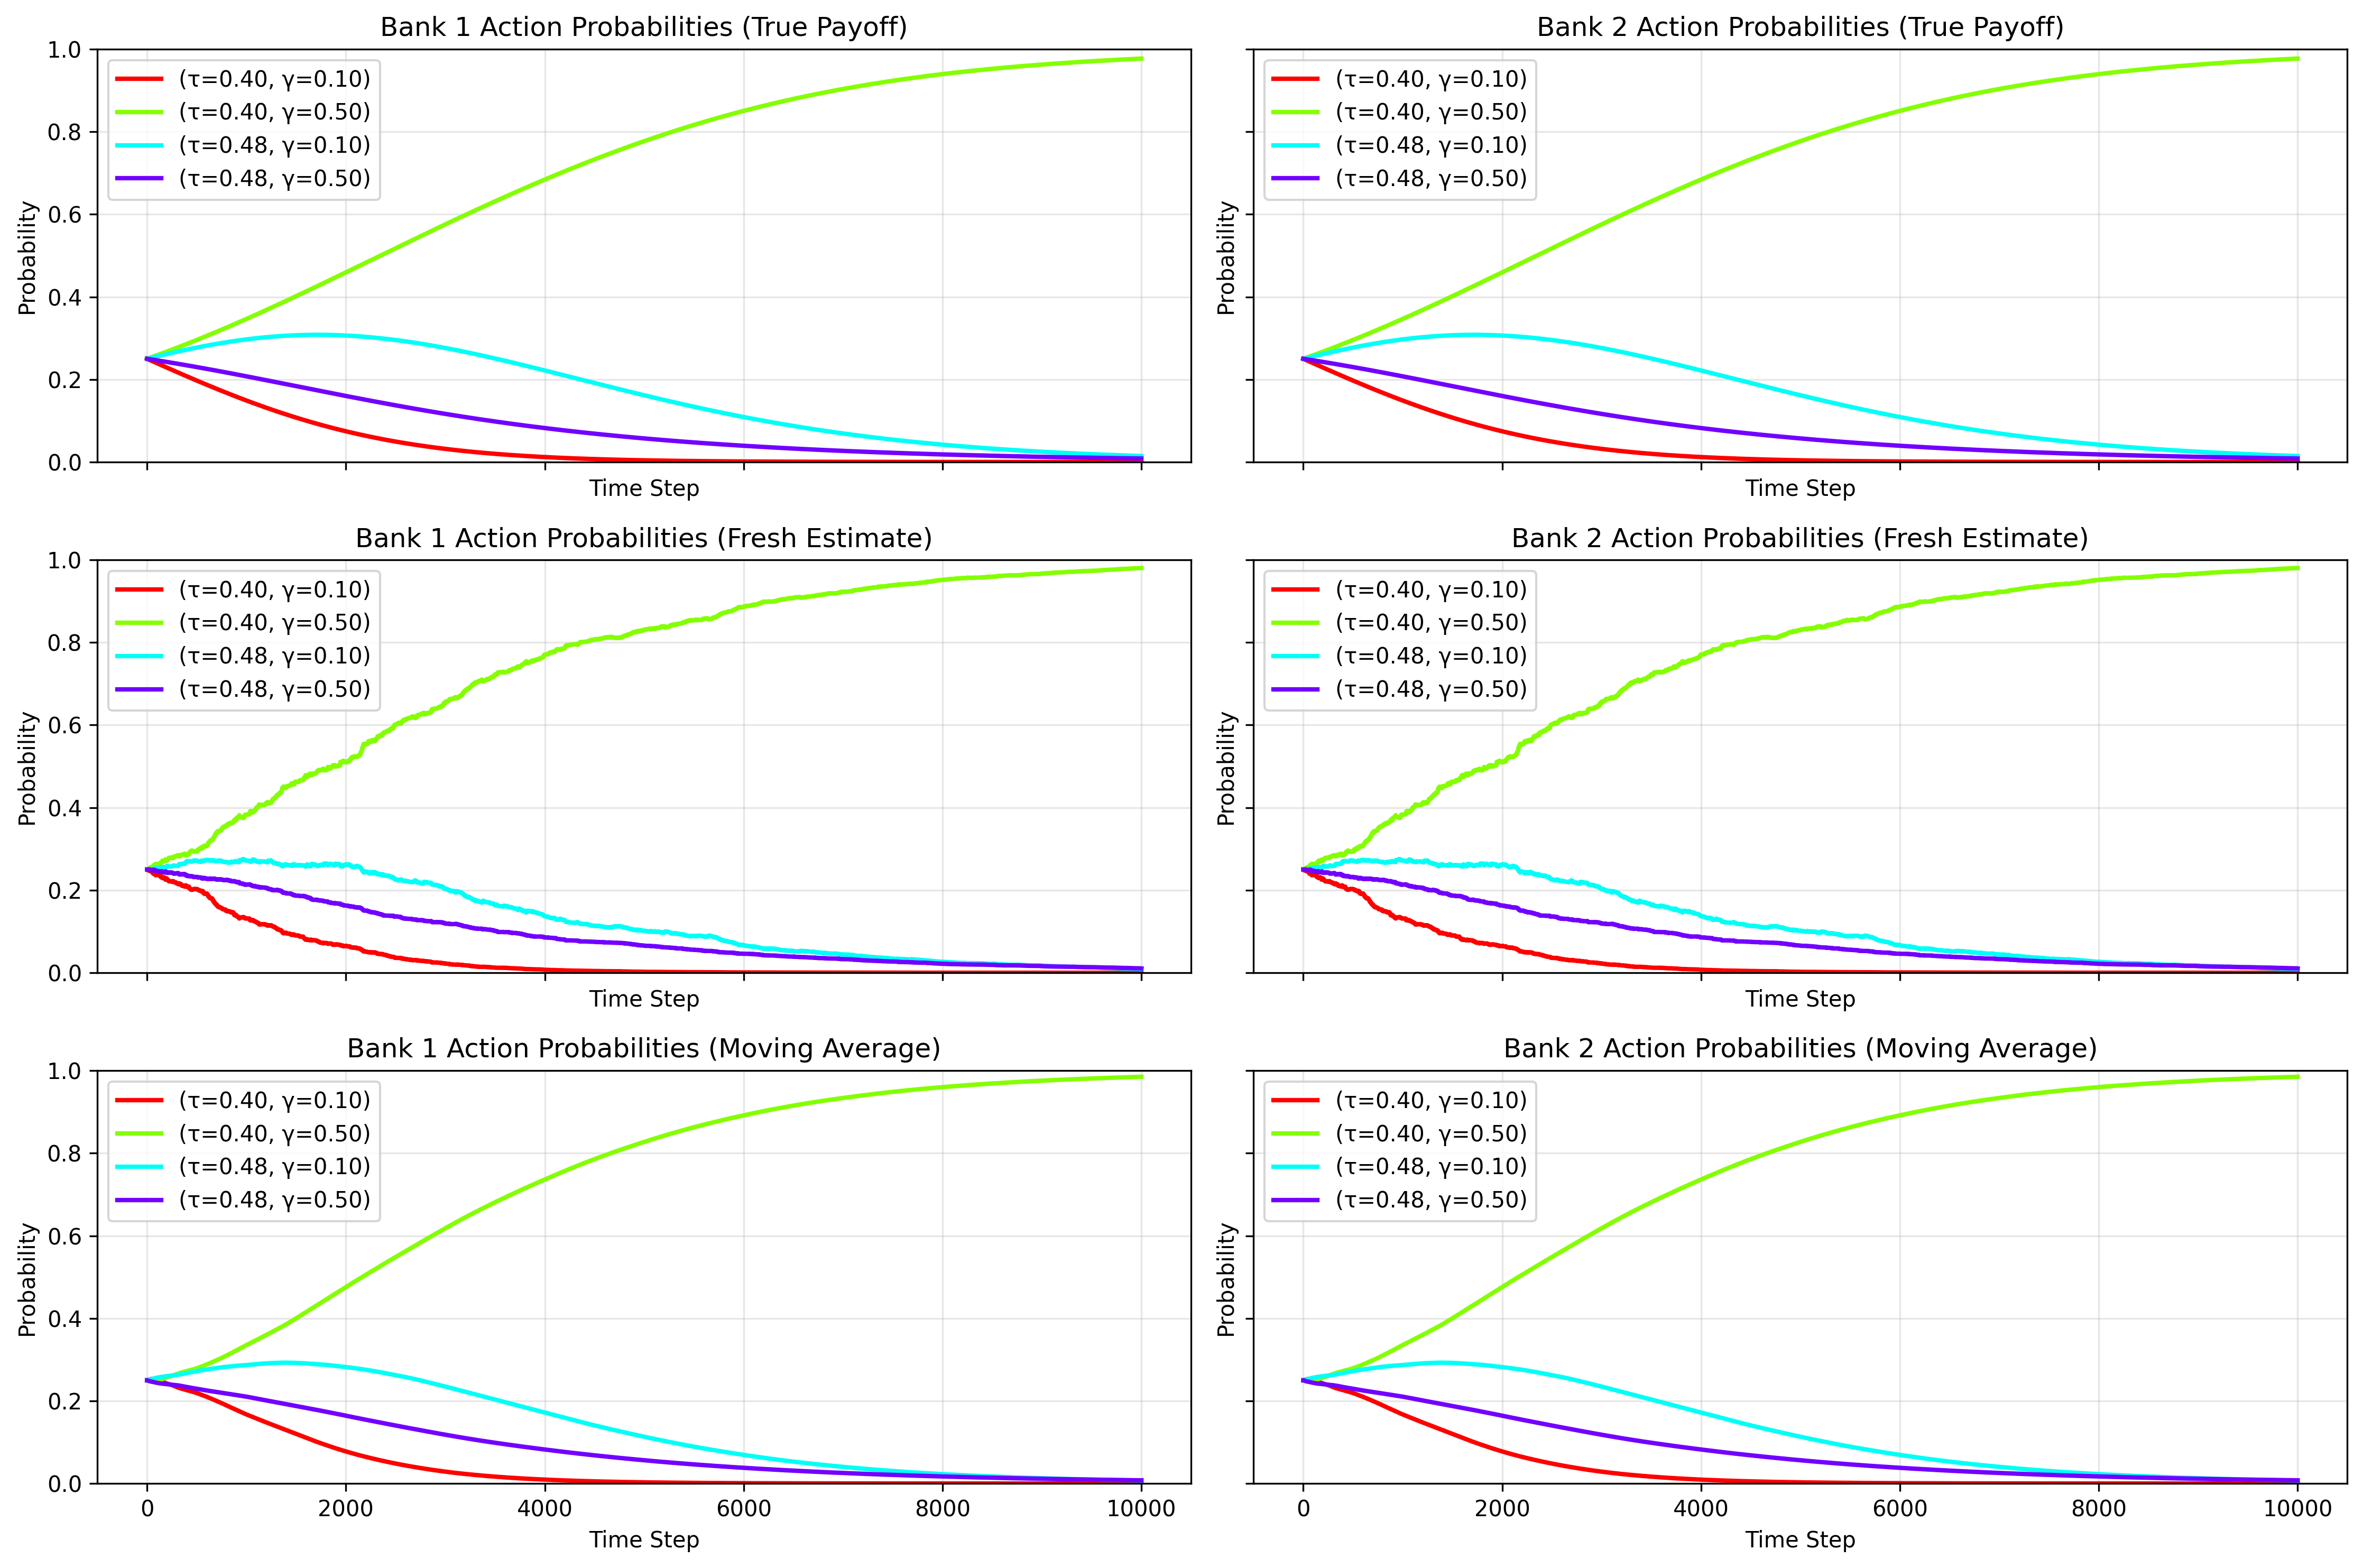 Bank 1 Action Probabilities (True Payoff)
1.0
0.8
0.6
0.4
0.2
0.0
Probability
(τ=0.40, γ=0.10)
(τ=0.40, γ=0.50)
(τ=0.48, γ=0.10)
(τ=0.48, γ=0.50)
Time Step
Bank 2 Action Probabilities (True Payoff)
Probability
(τ=0.40, γ=0.10)
(τ=0.40, γ=0.50)
(τ=0.48, γ=0.10)
(τ=0.48, γ=0.50)
Time Step
Bank 1 Action Probabilities (Fresh Estimate)
1.0
0.8
0.6
0.4
0.2
0.0
Probability
(τ=0.40, γ=0.10)
(τ=0.40, γ=0.50)
(τ=0.48, γ=0.10)
(τ=0.48, γ=0.50)
Time Step
Bank 2 Action Probabilities (Fresh Estimate)
Probability
(τ=0.40, γ=0.10)
(τ=0.40, γ=0.50)
(τ=0.48, γ=0.10)
(τ=0.48, γ=0.50)
Time Step
Bank 1 Action Probabilities (Moving Average)
1.0
0.8
0.6
0.4
0.2
0.0
Probability
(τ=0.40, γ=0.10)
(τ=0.40, γ=0.50)
(τ=0.48, γ=0.10)
(τ=0.48, γ=0.50)
0 2000 4000 6000 8000 10000
Time Step
Bank 2 Action Probabilities (Moving Average)
Probability
(τ=0.40, γ=0.10)
(τ=0.40, γ=0.50)
(τ=0.48, γ=0.10)
(τ=0.48, γ=0.50)
0 2000 4000 6000 8000 10000
Time Step